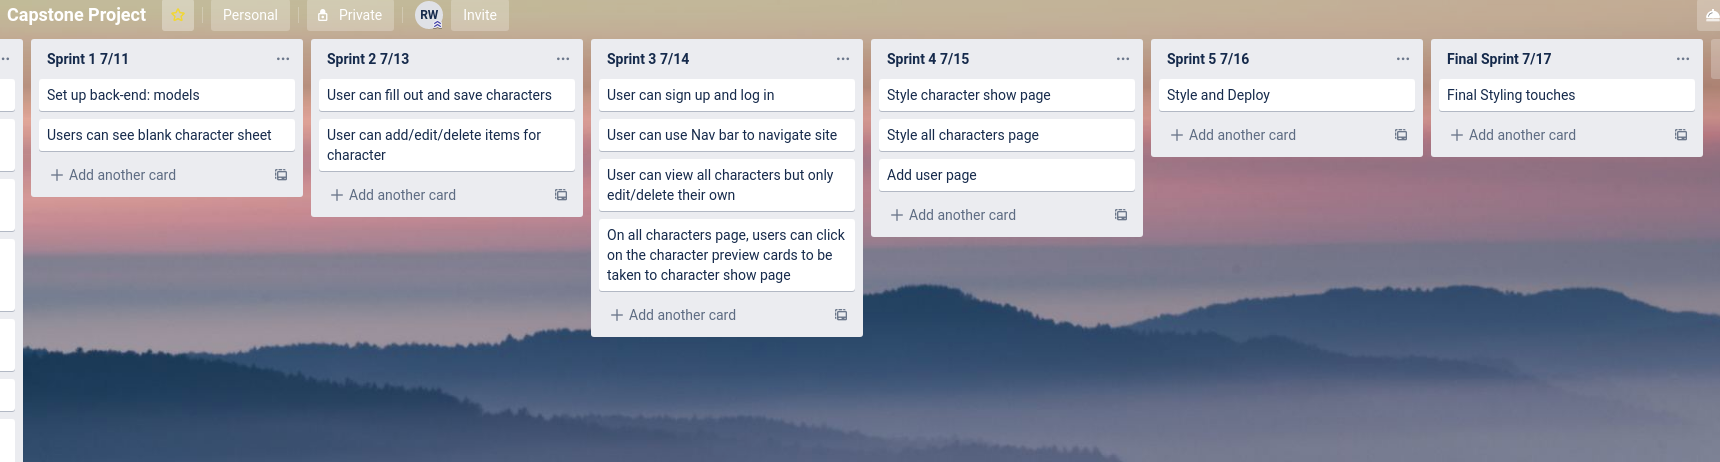 Capstone Project
Personal
Private
RW
Invite
Sprint 1 7/11
Set up back-end: models
Users can see blank character sheet
Add another card
Sprint 2 7/13
User can fill out and save characters
User can add/edit/delete items for
character
Add another card
Sprint 3 7/14
User can sign up and log in
User can use Nav bar to navigate site
User can view all characters but only
edit/delete their own
On all characters page, users can click
on the character preview cards to be
taken to character show page
Add another card
Sprint 4 7/15
Style character show page
Style all characters page
Add user page
Add another card
Sprint 5 7/16
Style and Deploy
Add another card
Final Sprint 7/17
Final Styling touches
Add another card